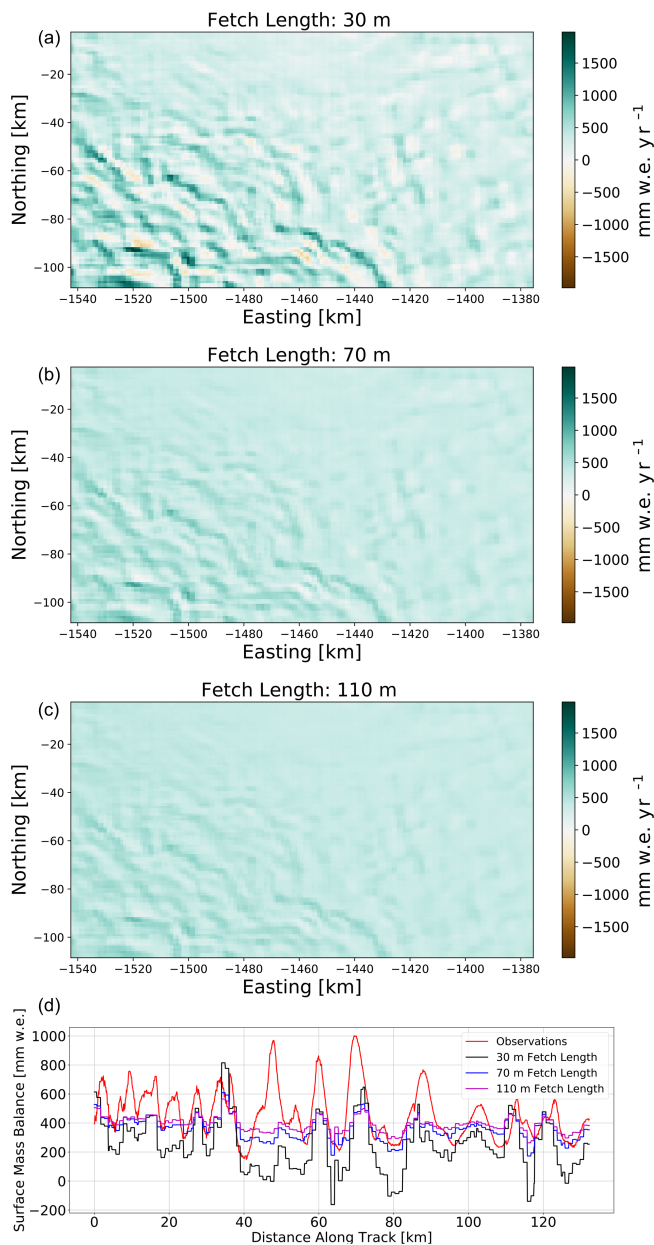 Fetch Length: 30 m
(a)
Northing [km]
−20
−40
−60
−80
−100
−1540 −1520 −1500 −1480 −1460 −1440 −1420 −1400 −1380
Easting [km]
1500
1000
500
0
−500
−1000
−1500
mm w.e. yr⁻¹
Fetch Length: 70 m
(b)
Northing [km]
−20
−40
−60
−80
−100
−1540 −1520 −1500 −1480 −1460 −1440 −1420 −1400 −1380
Easting [km]
1500
1000
500
0
−500
−1000
−1500
mm w.e. yr⁻¹
Fetch Length: 110 m
(c)
Northing [km]
−20
−40
−60
−80
−100
−1540 −1520 −1500 −1480 −1460 −1440 −1420 −1400 −1380
Easting [km]
1500
1000
500
0
−500
−1000
−1500
mm w.e. yr⁻¹
(d)
Surface Mass Balance [mm w.e.]
1000
800
600
400
200
0
−200
Observations
30 m Fetch Length
70 m Fetch Length
110 m Fetch Length
0 20 40 60 80 100 120
Distance Along Track [km]